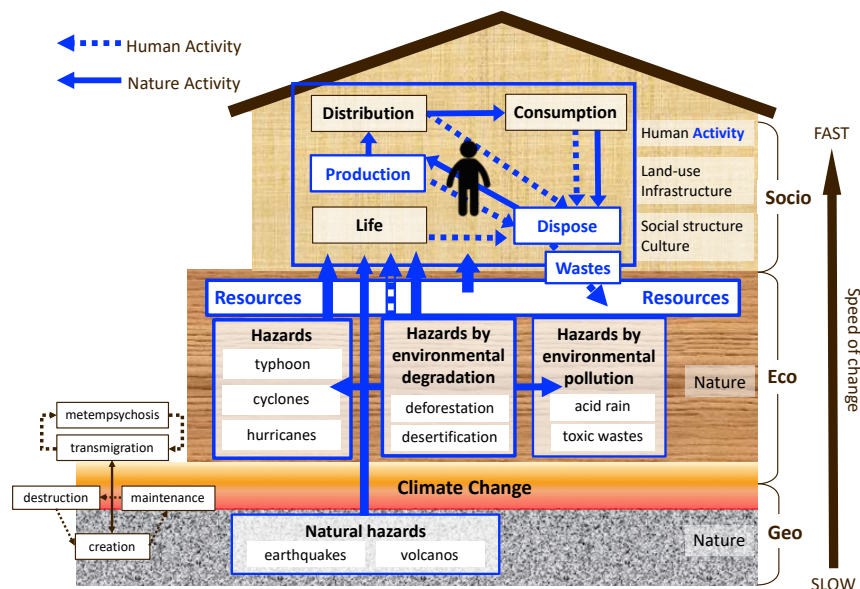 Human Activity
Nature Activity
Distribution
Consumption
Production
Life
Dispose
Wastes
Human Activity
Land-use
Infrastructure
Social structure
Culture
Socio
FAST
Resources
Resources
Hazards
typhoon
cyclones
hurricanes
Hazards by
environmental
degradation
deforestation
desertification
Hazards by
environmental
pollution
acid rain
toxic wastes
Nature
Eco
Speed of change
metempsychosis
transmigration
destruction
maintenance
creation
Climate Change
Natural hazards
earthquakes
volcanos
Nature
Geo
SLOW